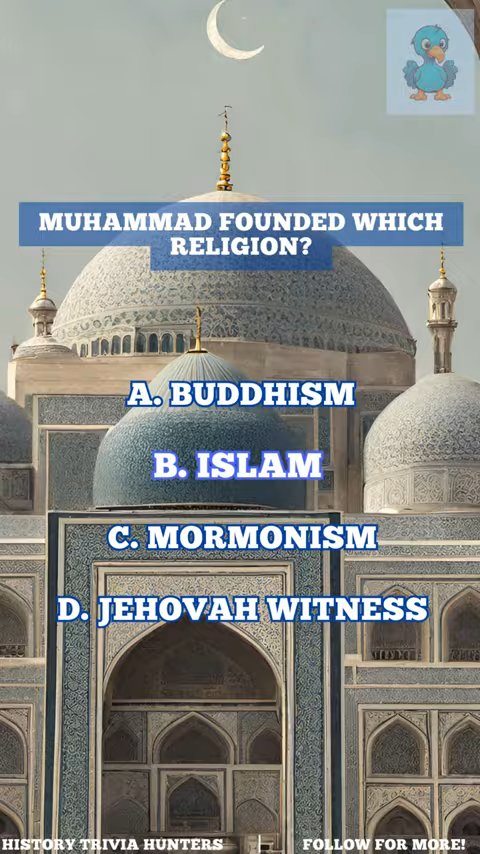 MUHAMMAD FOUNDED WHICH
RELIGION?
A. BUDDHISM
B. ISLAM
C. MORMONISM
D. JEHOVAH WITNESS
HISTORY TRIVIA HUNTERS | FOLLOW FOR MORE!